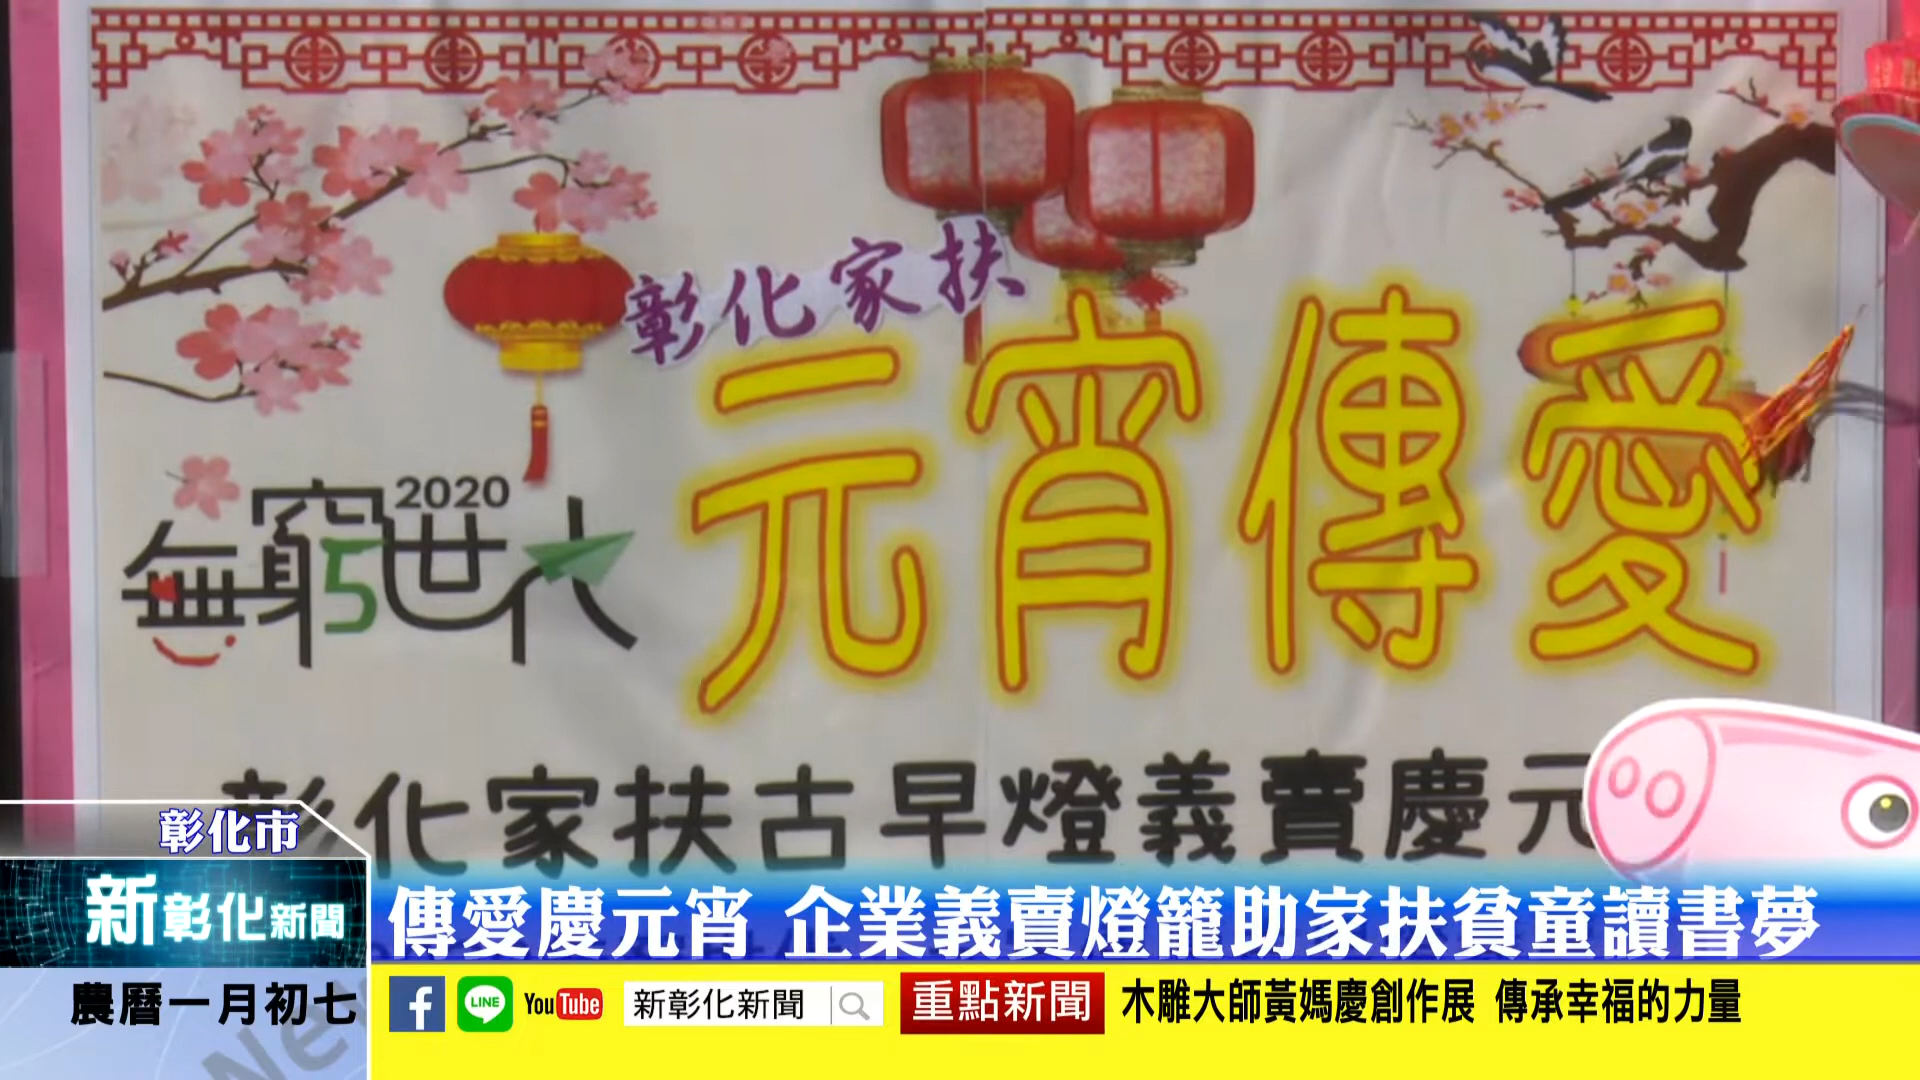 彰化家扶
元宵傳愛
2020
無窮世代
5
彰化家扶古早燈義賣慶元
彰化市
新彰化新聞
傳愛慶元宵 企業義賣燈籠助家扶貧童讀書夢
農曆一月初七
LINE
YouTube
新彰化新聞
重點新聞
木雕大師黃媽慶創作展 傳承幸福的力量
Ne